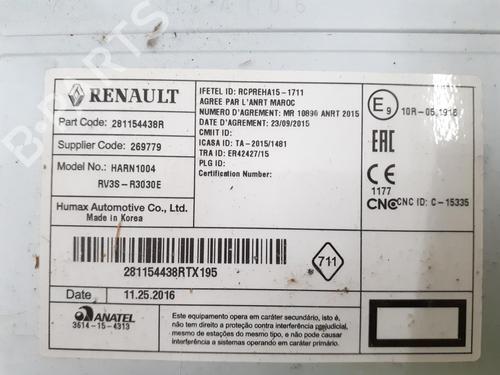 RENAULT
Part Code: 281154438R
Supplier Code: 269779
Model No.: HARN1004
RV3S-R3030E
Humax Automotive Co., Ltd.
Made in Korea
IFETEL ID: RCPREHA15-1711
AGREE PAR L'ANRT MAROC
NUMERO D'AGREMENT: MR 10890 ANRT 2015
DATE D'AGREMENT: 23/09/2015
CMIIT ID:
ICASA ID: TA-2015/1481
TRA ID: ER42427/15
PLG ID:
Certification Number:
E9
10R-05.1918
EAC
CE
1177
CNC CNC ID: C-15335
281154438RTX195
711
Date 11.25.2016
ANATEL
3614-15-4313
Este equipamento opera em caráter secundário, isto é,
não tem direito a proteção contra interferência prejudicial,
mesmo de estações do mesmo tipo, e não pode causar
interferência a sistemas operando em caráter primário.